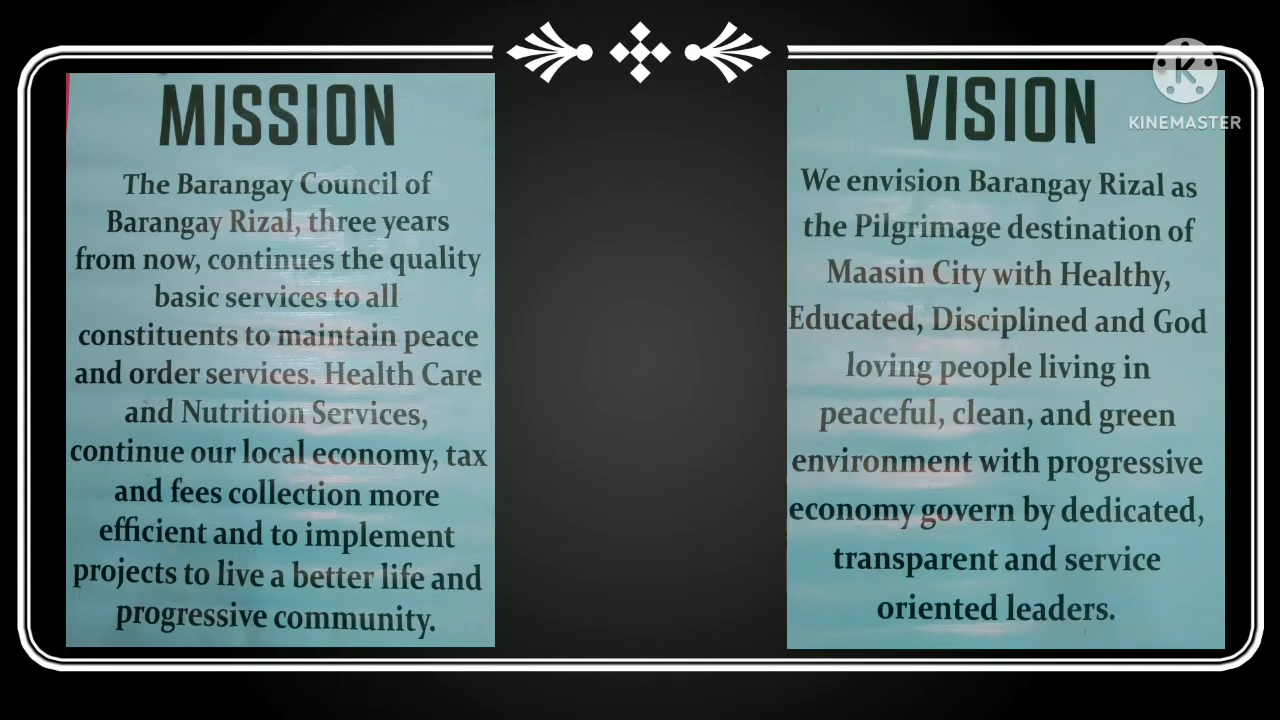 MISSION
The Barangay Council of
Barangay Rizal, three years
from now, continues the quality
basic services to all
constituents to maintain peace
and order services. Health Care
and Nutrition Services,
continue our local economy, tax
and fees collection more
efficient and to implement
projects to live a better life and
progressive community.
VISION
We envision Barangay Rizal as
the Pilgrimage destination of
Maasin City with Healthy,
Educated, Disciplined and God
loving people living in
peaceful, clean, and green
environment with progressive
economy govern by dedicated,
transparent and service
oriented leaders.
K
KINEMASTER